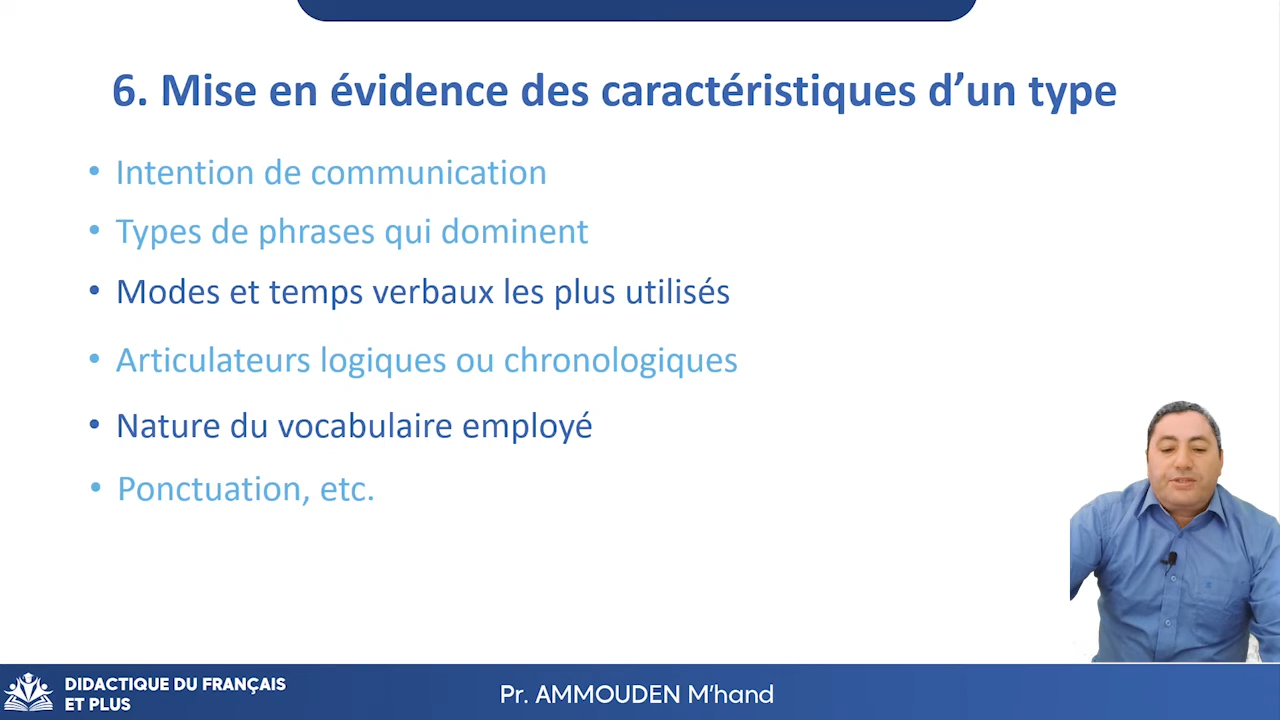 6. Mise en évidence des caractéristiques d’un type
• Intention de communication
• Types de phrases qui dominent
• Modes et temps verbaux les plus utilisés
• Articulateurs logiques ou chronologiques
• Nature du vocabulaire employé
• Ponctuation, etc.
DIDACTIQUE DU FRANÇAIS
ET PLUS
Pr. AMMOUDEN M’hand